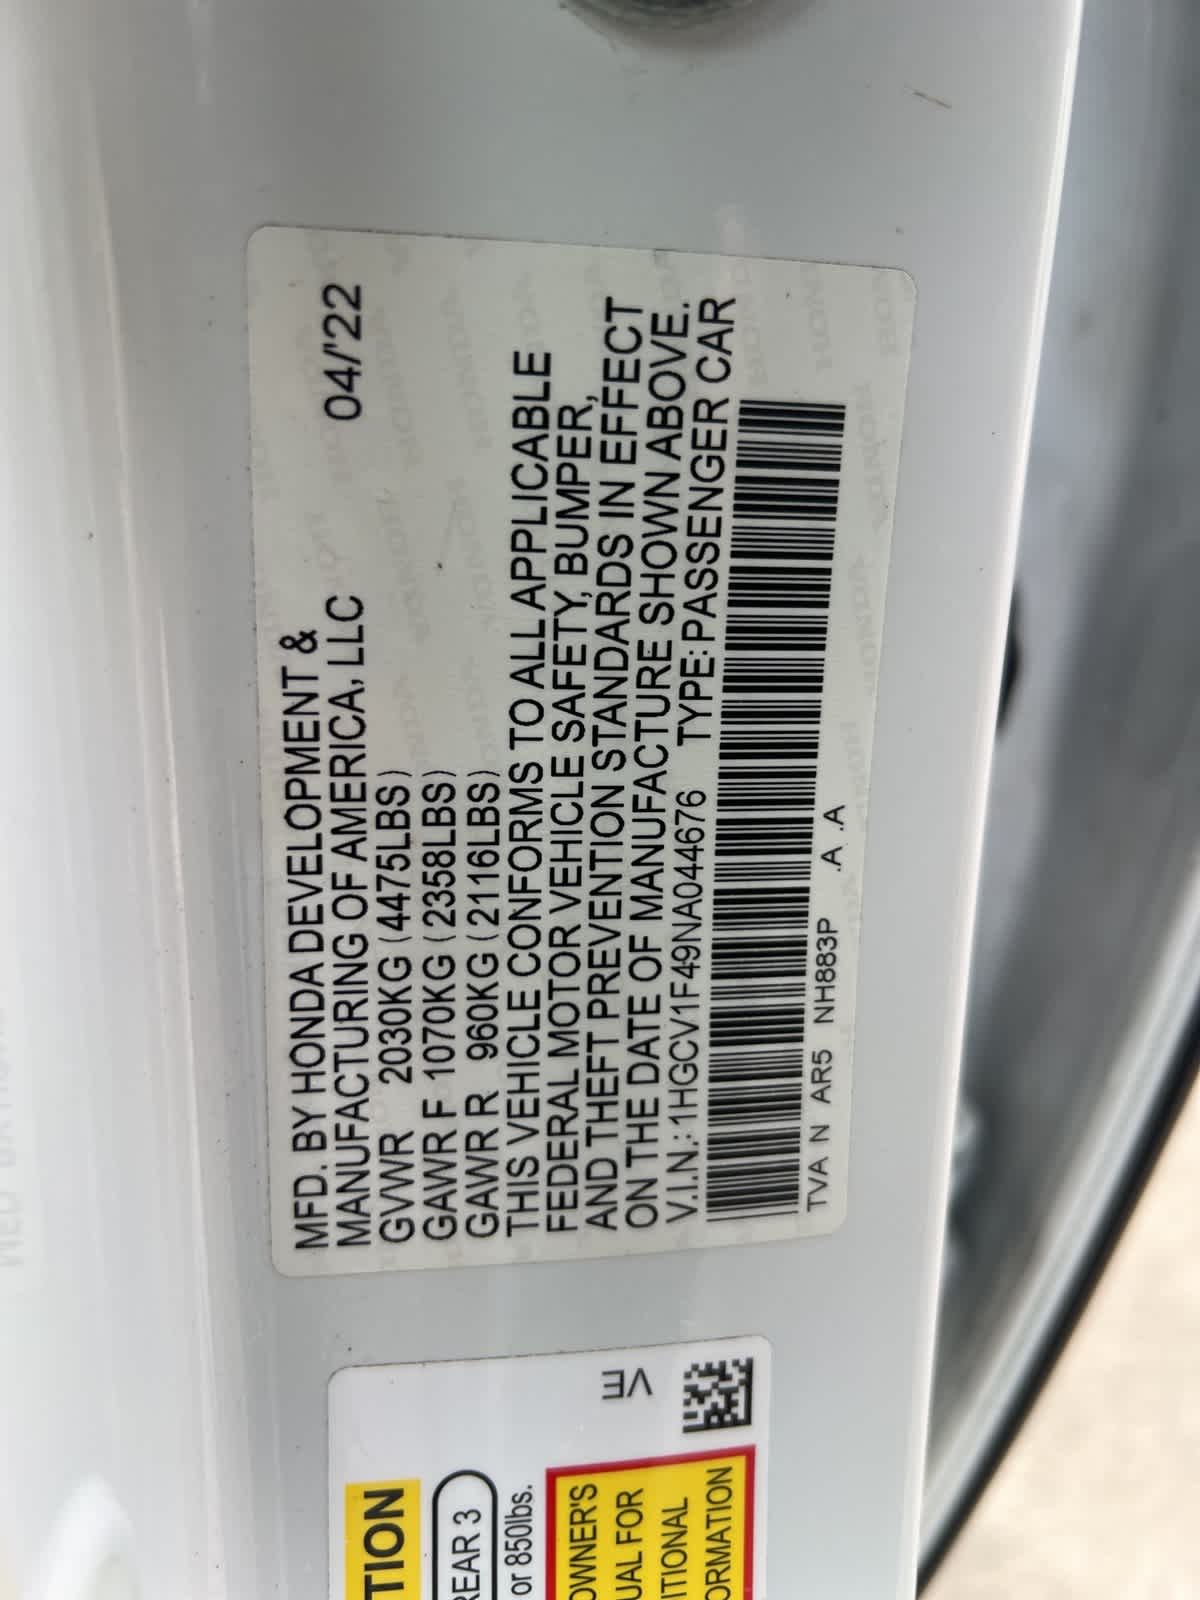 MFD. BY HONDA DEVELOPMENT &
MANUFACTURING OF AMERICA, LLC 04/'22
GVWR 2030KG (4475LBS)
GAWR F 1070KG (2358LBS)
GAWR R 960KG (2116LBS)
THIS VEHICLE CONFORMS TO ALL APPLICABLE
FEDERAL MOTOR VEHICLE SAFETY, BUMPER,
AND THEFT PREVENTION STANDARDS IN EFFECT
ON THE DATE OF MANUFACTURE SHOWN ABOVE.
V.I.N.:1HGCV1F49NA044676 TYPE:PASSENGER CAR
TVA N AR5 NH883P .A .A
VE
TION
REAR 3
or 850lbs.
OWNER'S
UAL FOR
ITIONAL
ORMATION